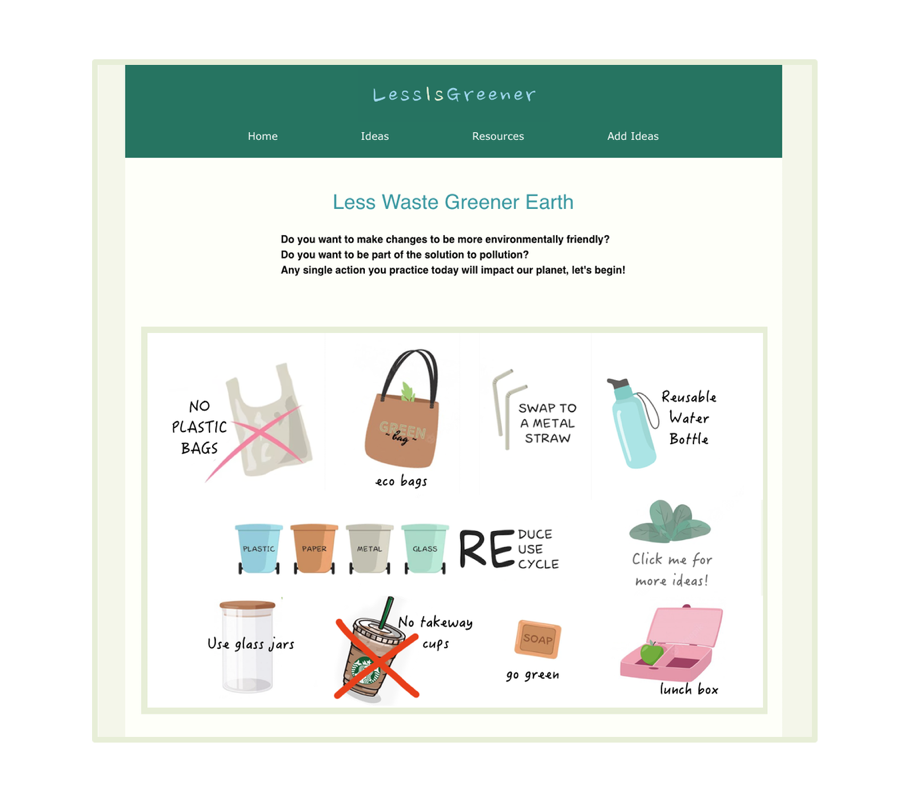 LessIsGreener
Home Ideas Resources Add Ideas
Less Waste Greener Earth
Do you want to make changes to be more environmentally friendly?
Do you want to be part of the solution to pollution?
Any single action you practice today will impact our planet, let's begin!
NO
PLASTIC
BAGS
GREEN
- bag -
eco bags
SWAP TO
A METAL
STRAW
Reusable
Water
Bottle
PLASTIC
PAPER
METAL
GLASS
RE DUCE
USE
CYCLE
Click me for
more ideas!
Use glass jars
No takeway
cups
SOAP
go green
lunch box